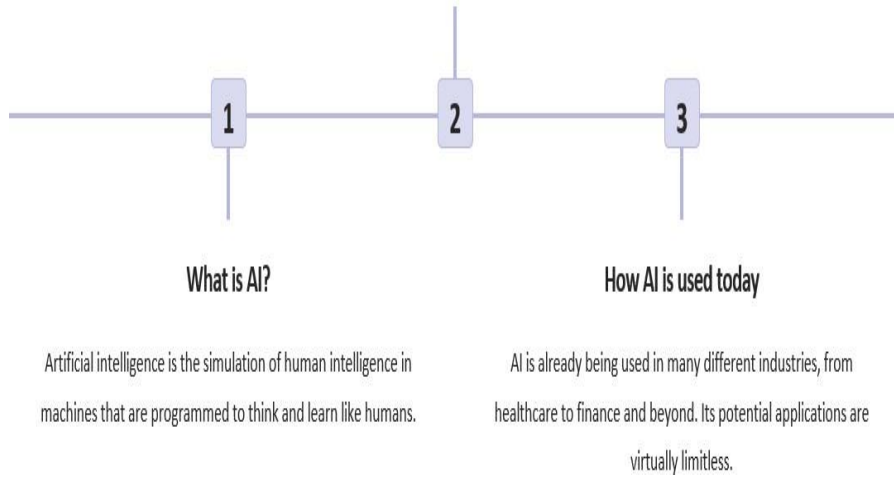 1
2
3
What is AI?
Artificial intelligence is the simulation of human intelligence in
machines that are programmed to think and learn like humans.
How AI is used today
AI is already being used in many different industries, from
healthcare to finance and beyond. Its potential applications are
virtually limitless.